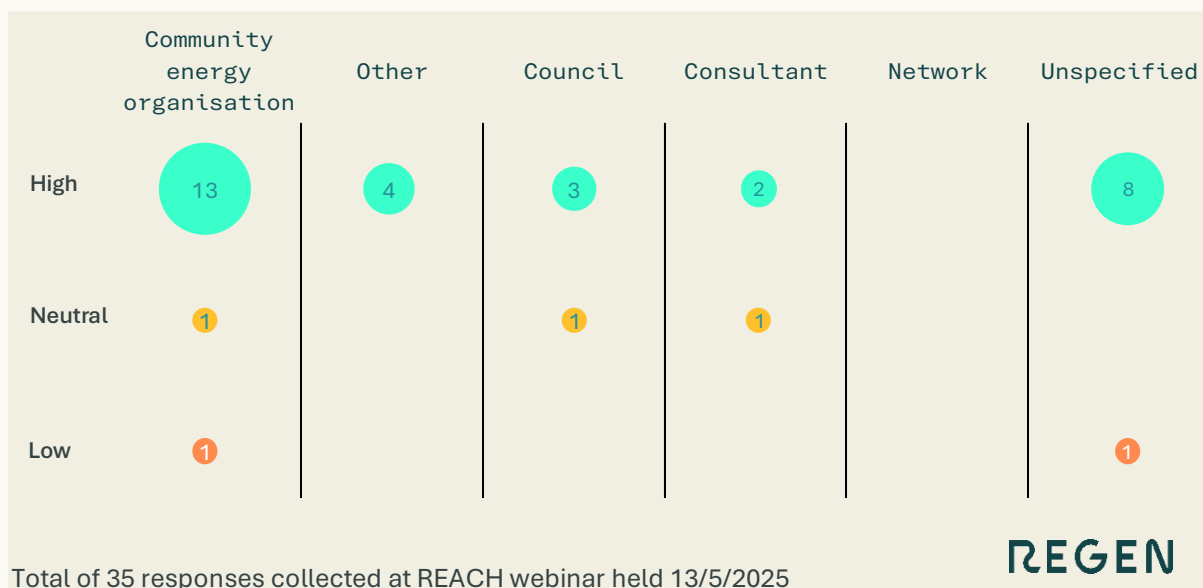 Community
energy
organisation
Other
Council
Consultant
Network
Unspecified
High
13
4
3
2
8
Neutral
1
1
1
Low
1
1
REGEN
Total of 35 responses collected at REACH webinar held 13/5/2025